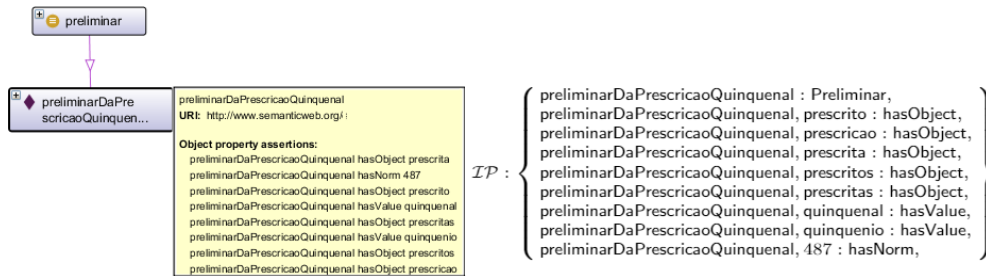 preliminar
preliminarDaPre
scricaoQuinquen...
preliminarDaPrescricaoQuinquenal
URI: http://www.semanticweb.org/
Object property assertions:
preliminarDaPrescricaoQuinquenal hasObject prescrita
preliminarDaPrescricaoQuinquenal hasNorm 487
preliminarDaPrescricaoQuinquenal hasObject prescrito
preliminarDaPrescricaoQuinquenal hasValue quinquenal
preliminarDaPrescricaoQuinquenal hasObject prescritas
preliminarDaPrescricaoQuinquenal hasValue quinquenio
preliminarDaPrescricaoQuinquenal hasObject prescritos
preliminarDaPrescricaoQuinquenal hasObject prescricao
IP :
preliminarDaPrescricaoQuinquenal : Preliminar,
preliminarDaPrescricaoQuinquenal, prescrito : hasObject,
preliminarDaPrescricaoQuinquenal, prescricao : hasObject,
preliminarDaPrescricaoQuinquenal, prescrita : hasObject,
preliminarDaPrescricaoQuinquenal, prescritos : hasObject,
preliminarDaPrescricaoQuinquenal, prescritas : hasObject,
preliminarDaPrescricaoQuinquenal, quinquenal : hasValue,
preliminarDaPrescricaoQuinquenal, quinquenio : hasValue,
preliminarDaPrescricaoQuinquenal, 487 : hasNorm,